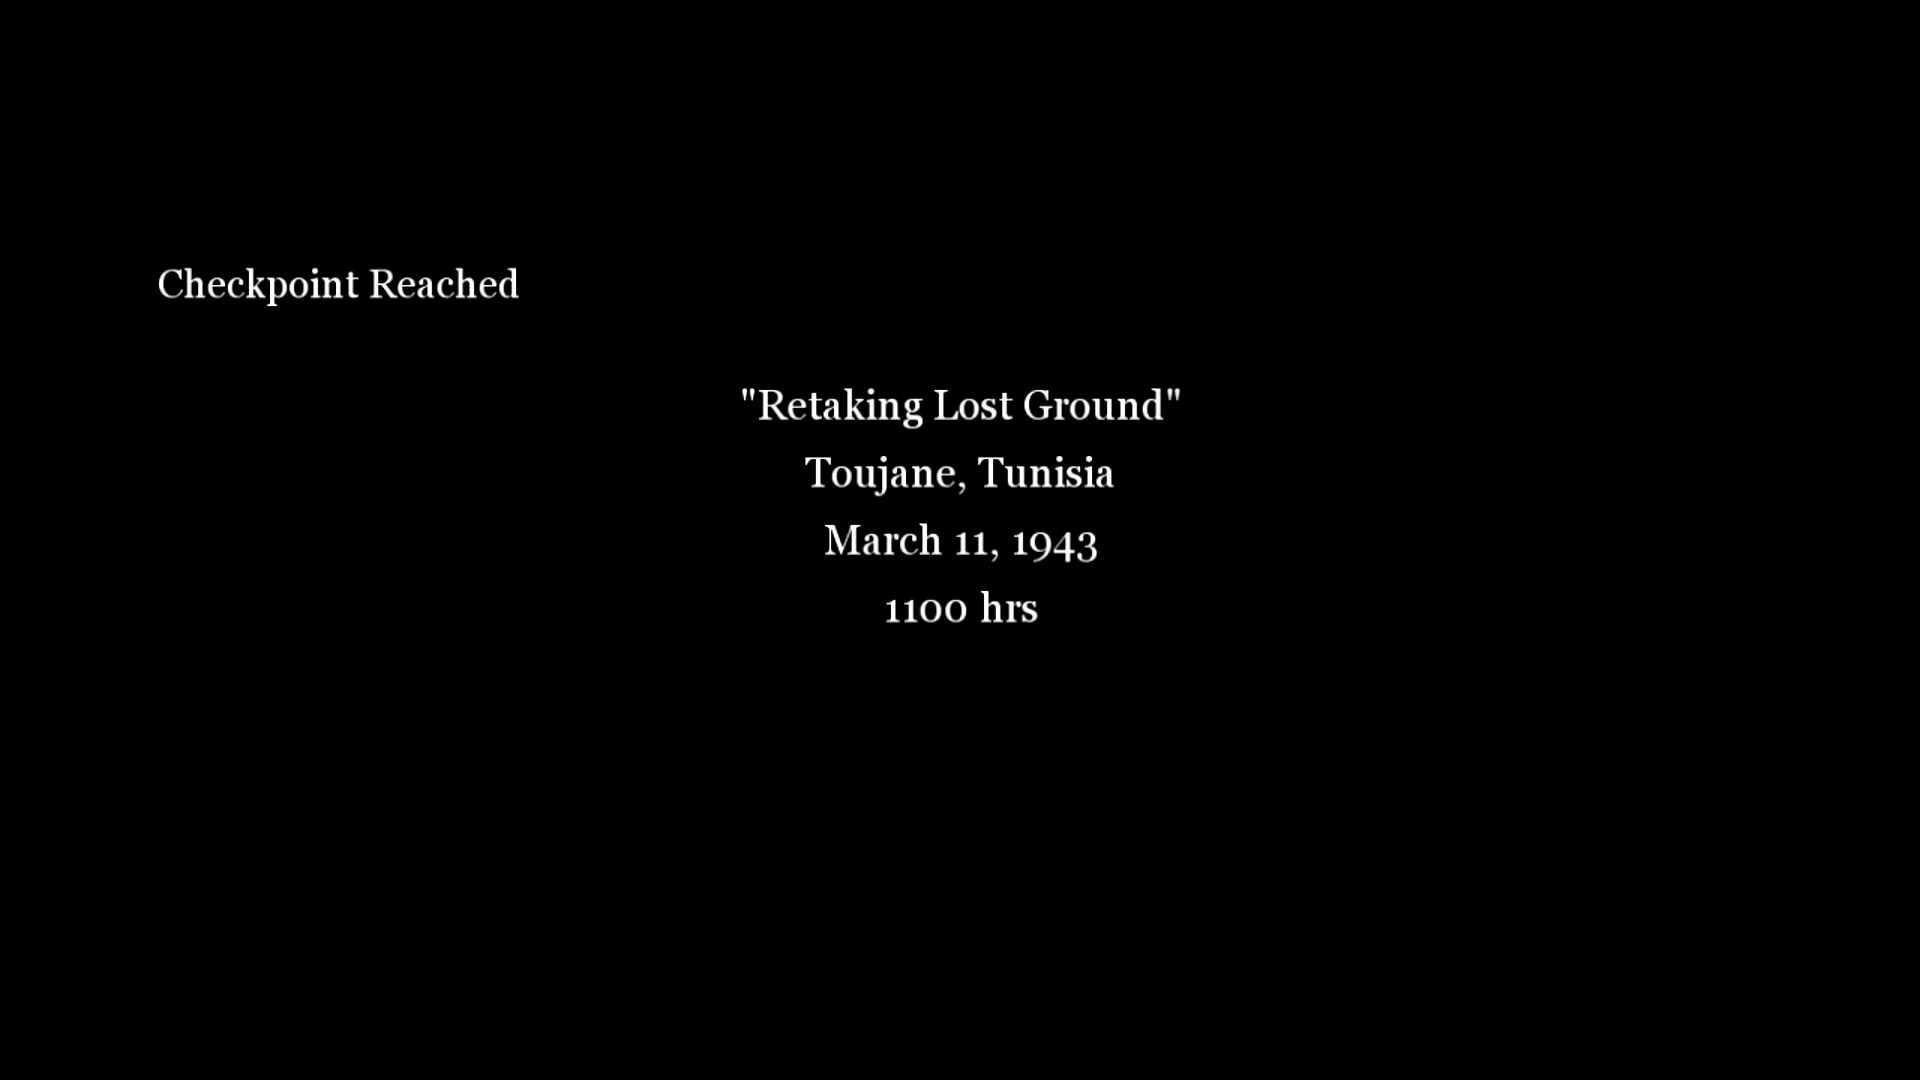 Checkpoint Reached
"Retaking Lost Ground"
Toujane, Tunisia
March 11, 1943
1100 hrs